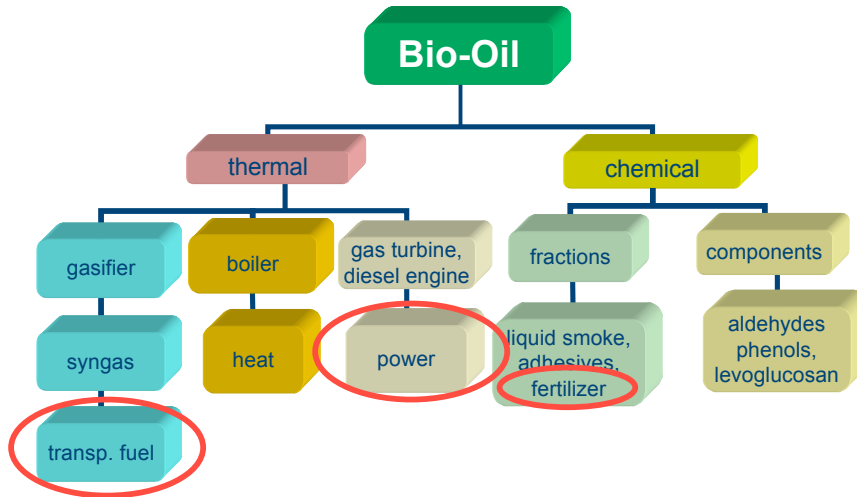 Bio-Oil
thermal
chemical
gasifier
boiler
gas turbine,
diesel engine
fractions
components
syngas
heat
power
liquid smoke,
adhesives,
fertilizer
aldehydes
phenols,
levoglucosan
transp. fuel